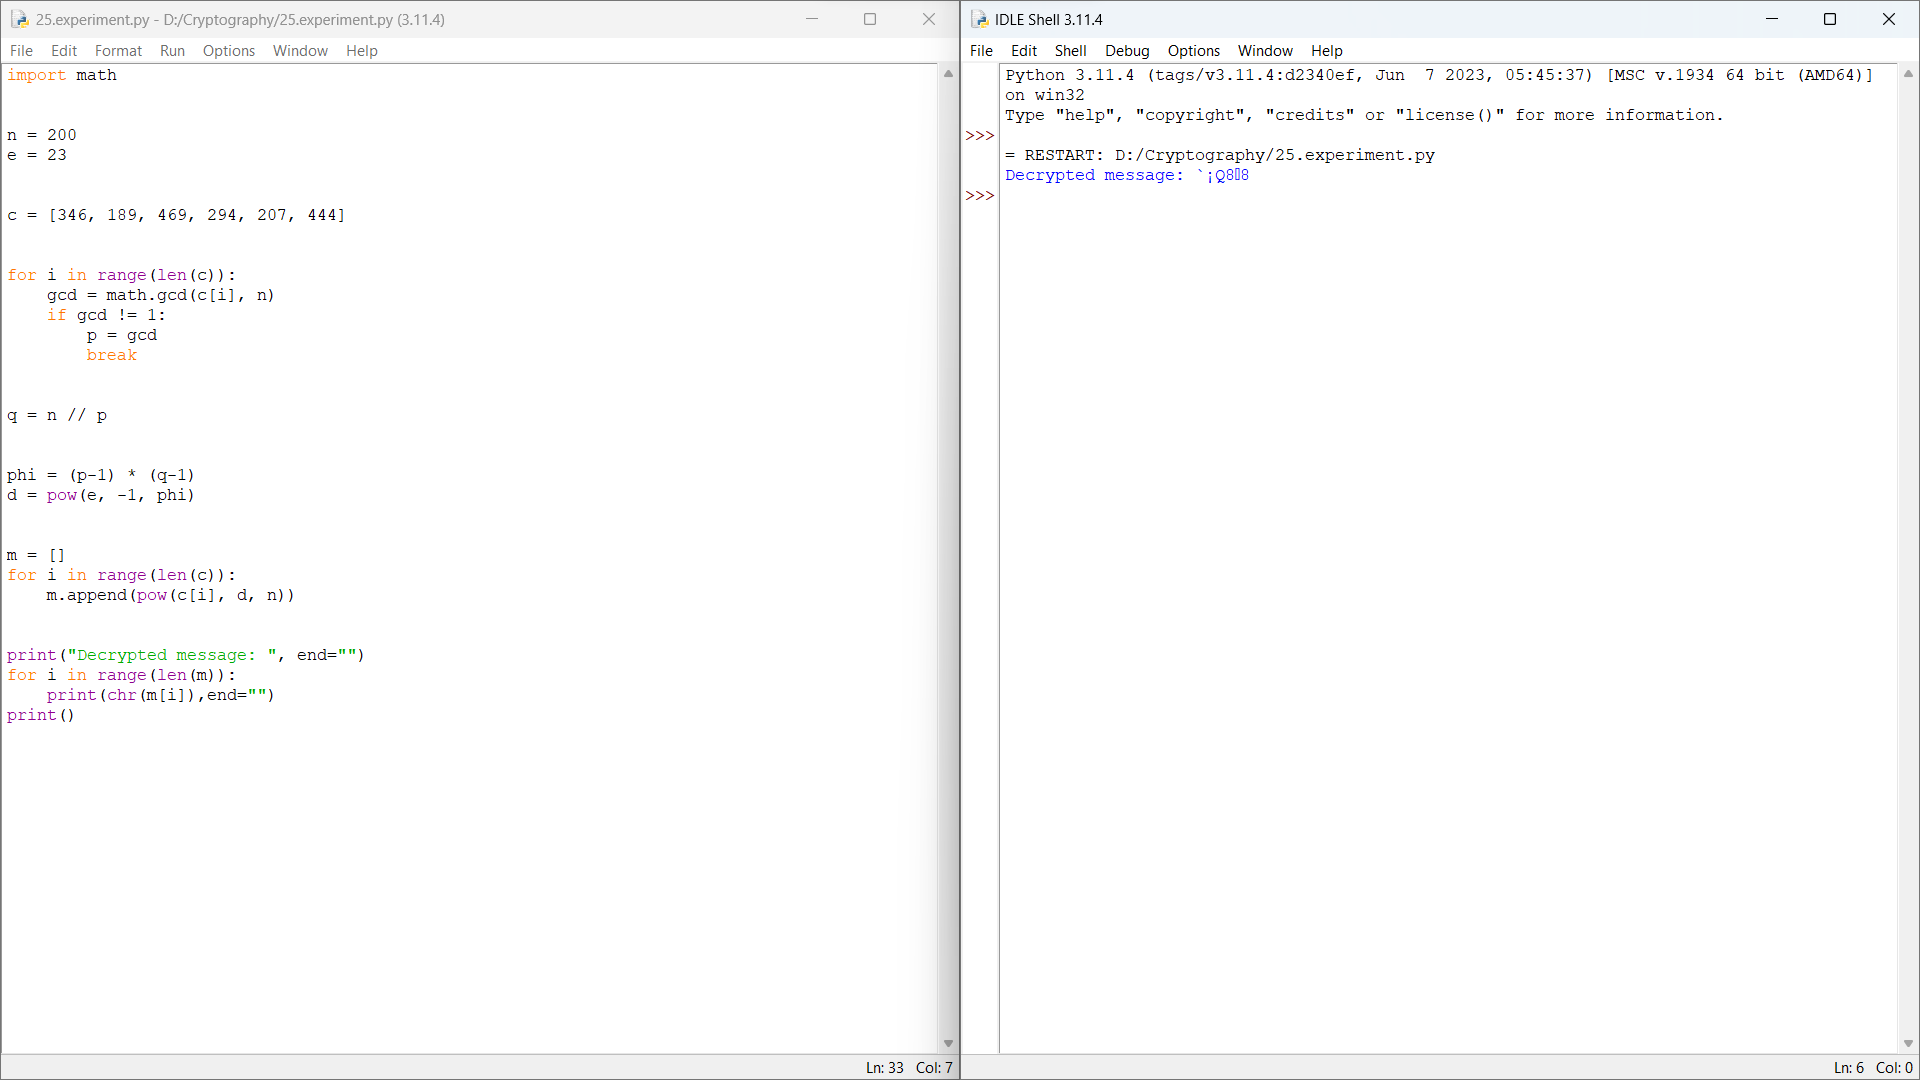 25.experiment.py - D:/Cryptography/25.experiment.py (3.11.4)
File Edit Format Run Options Window Help
import math
n = 200
e = 23
c = [346, 189, 469, 294, 207, 444]
for i in range(len(c)):
    gcd = math.gcd(c[i], n)
    if gcd != 1:
        p = gcd
        break
q = n // p
phi = (p-1) * (q-1)
d = pow(e, -1, phi)
m = []
for i in range(len(c)):
    m.append(pow(c[i], d, n))
print("Decrypted message: ", end="")
for i in range(len(m)):
    print(chr(m[i]),end="")
print()
Ln: 33 Col: 7
IDLE Shell 3.11.4
File Edit Shell Debug Options Window Help
Python 3.11.4 (tags/v3.11.4:d2340ef, Jun  7 2023, 05:45:37) [MSC v.1934 64 bit (AMD64)]
on win32
Type "help", "copyright", "credits" or "license()" for more information.
>>>
= RESTART: D:/Cryptography/25.experiment.py
Decrypted message: `¡Q8▯8
>>>
Ln: 6 Col: 0